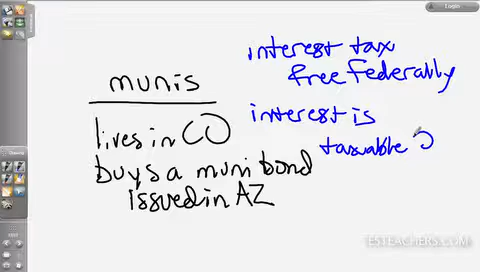 Login
munis
lives in CO
buys a muni bond
issued in AZ
interest tax
free federally
interest is
taxable
TESTEACHERS.COM